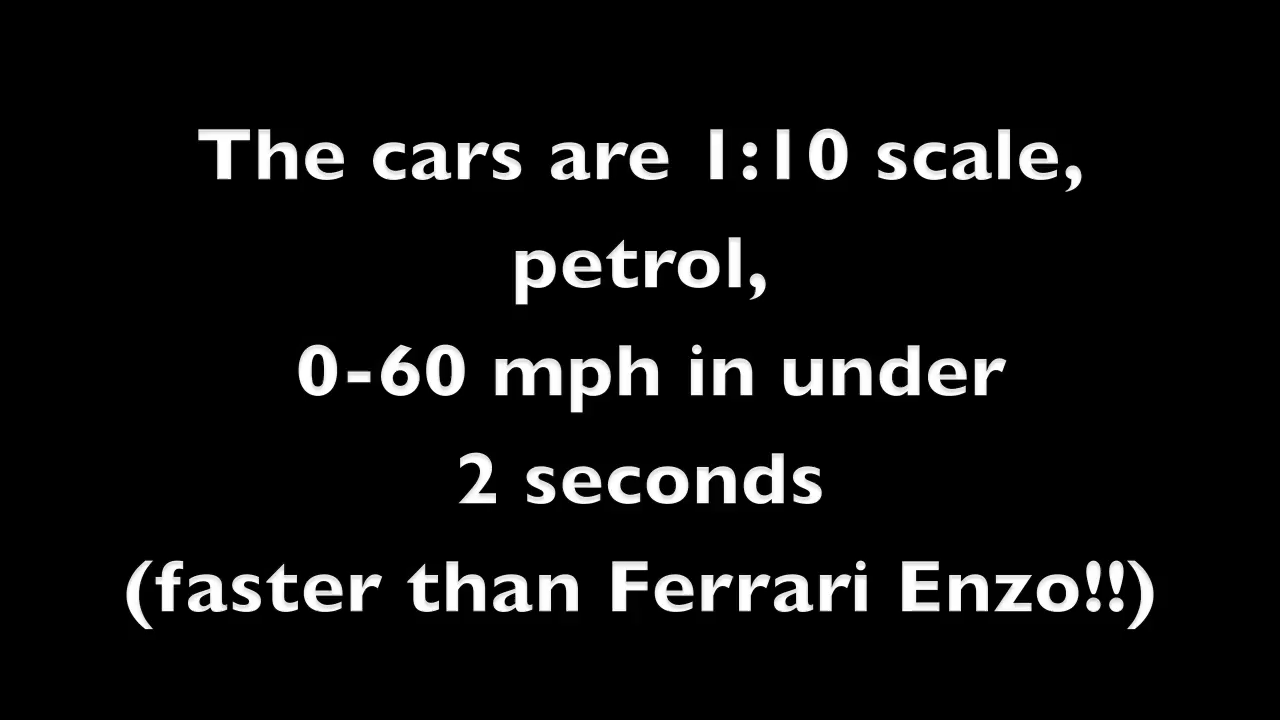 The cars are 1:10 scale,
petrol,
0-60 mph in under
2 seconds
(faster than Ferrari Enzo!!)